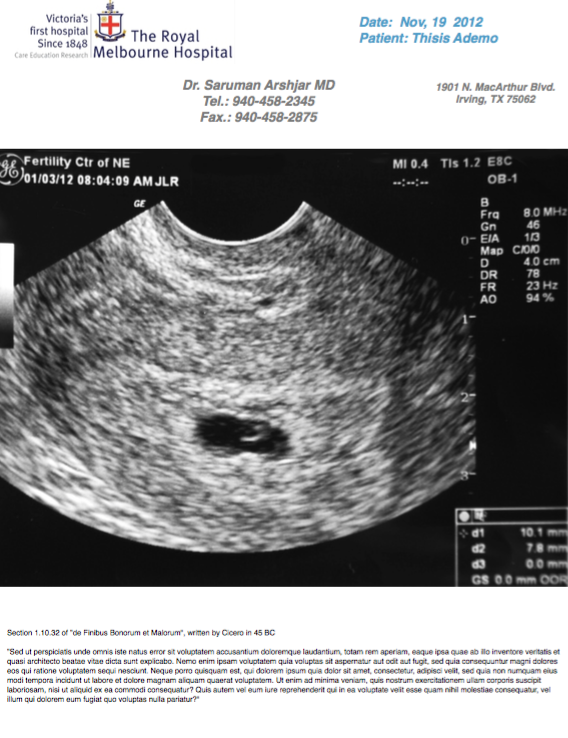 Victoria's
first hospital
Since 1848
Care Education Research
The Royal
Melbourne Hospital
Date: Nov, 19 2012
Patient: Thisis Ademo
Dr. Saruman Arshjar MD
Tel.: 940-458-2345
Fax.: 940-458-2875
1901 N. MacArthur Blvd.
Irving, TX 75062
GE
Fertility Ctr of NE
01/03/12 08:04:09 AM JLR
MI 0.4 TIs 1.2 E8C
--:--:-- OB-1
GE
B
Frq 8.0 MHz
Gn 46
E/A 1/3
Map C/0/0
D 4.0 cm
DR 78
FR 23 Hz
AO 94 %
0
1
2
3
d1 10.1 mm
d2 7.8 mm
d3 0.0 mm
GS 0.0 mm OOR
Section 1.10.32 of "de Finibus Bonorum et Malorum", written by Cicero in 45 BC
"Sed ut perspiciatis unde omnis iste natus error sit voluptatem accusantium doloremque laudantium, totam rem aperiam, eaque ipsa quae ab illo inventore veritatis et
quasi architecto beatae vitae dicta sunt explicabo. Nemo enim ipsam voluptatem quia voluptas sit aspernatur aut odit aut fugit, sed quia consequuntur magni dolores
eos qui ratione voluptatem sequi nesciunt. Neque porro quisquam est, qui dolorem ipsum quia dolor sit amet, consectetur, adipisci velit, sed quia non numquam eius
modi tempora incidunt ut labore et dolore magnam aliquam quaerat voluptatem. Ut enim ad minima veniam, quis nostrum exercitationem ullam corporis suscipit
laboriosam, nisi ut aliquid ex ea commodi consequatur? Quis autem vel eum iure reprehenderit qui in ea voluptate velit esse quam nihil molestiae consequatur, vel
illum qui dolorem eum fugiat quo voluptas nulla pariatur?"